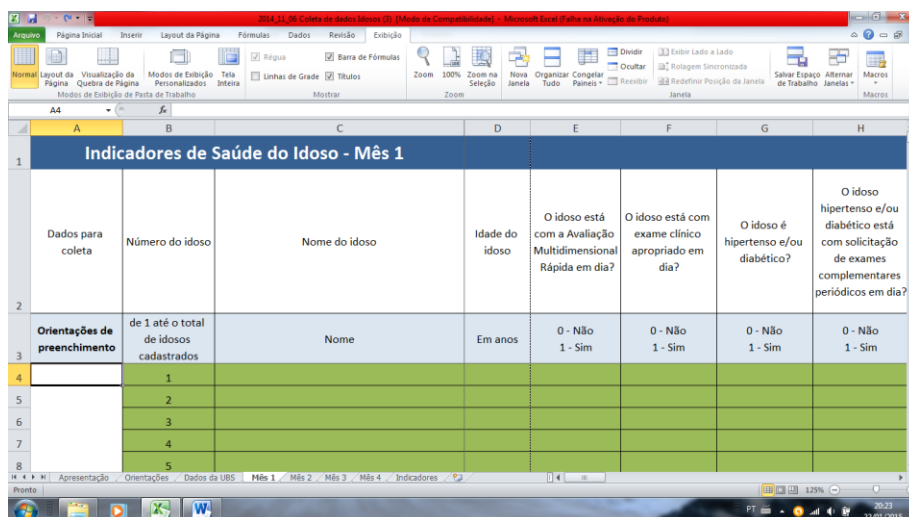 2014_11_06 Coleta de dados Idosos (3) [Modo de Compatibilidade] - Microsoft Excel (Falha na Ativação do Produto)
Arquivo Página Inicial Inserir Layout da Página Fórmulas Dados Revisão Exibição
Normal
Layout da Página
Visualização da Quebra de Página
Modos de Exibição Personalizados
Tela Inteira
Modos de Exibição de Pasta de Trabalho
Régua
Barra de Fórmulas
Linhas de Grade
Títulos
Mostrar
Zoom
100%
Zoom na Seleção
Zoom
Nova Janela
Organizar Tudo
Congelar Painéis
Dividir
Ocultar
Reexibir
Exibir Lado a Lado
Rolagem Sincronizada
Redefinir Posição da Janela
Salvar Espaço de Trabalho
Alternar Janelas
Janela
Macros
Macros
A4 fx
A B C D E F G H
1
Indicadores de Saúde do Idoso - Mês 1
2
Dados para
coleta
Número do idoso
Nome do idoso
Idade do
idoso
O idoso está
com a Avaliação
Multidimensional
Rápida em dia?
O idoso está com
exame clínico
apropriado em
dia?
O idoso é
hipertenso e/ou
diabético?
O idoso
hipertenso e/ou
diabético está
com solicitação
de exames
complementares
periódicos em dia?
3
Orientações de
preenchimento
de 1 até o total
de idosos
cadastrados
Nome
Em anos
0 - Não
1 - Sim
0 - Não
1 - Sim
0 - Não
1 - Sim
0 - Não
1 - Sim
4 1
5 2
6 3
7 4
8 5
Apresentação Orientações Dados da UBS Mês 1 Mês 2 Mês 3 Mês 4 Indicadores
Pronto 125%
PT 20:23
22/01/2015